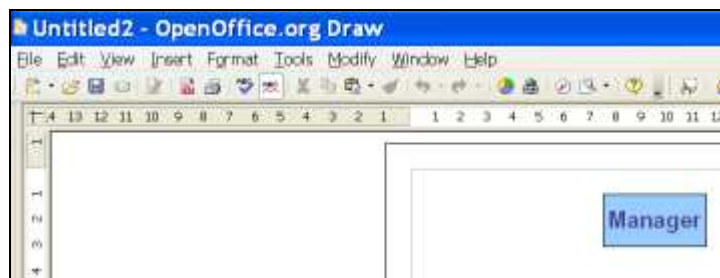 Untitled2 - OpenOffice.org Draw
File Edit View Insert Format Tools Modify Window Help
14 13 12 11 10 9 8 7 6 5 4 3 2 1 1 2 3 4 5 6 7 8 9 10 11 12
1
1
2
3
4
Manager